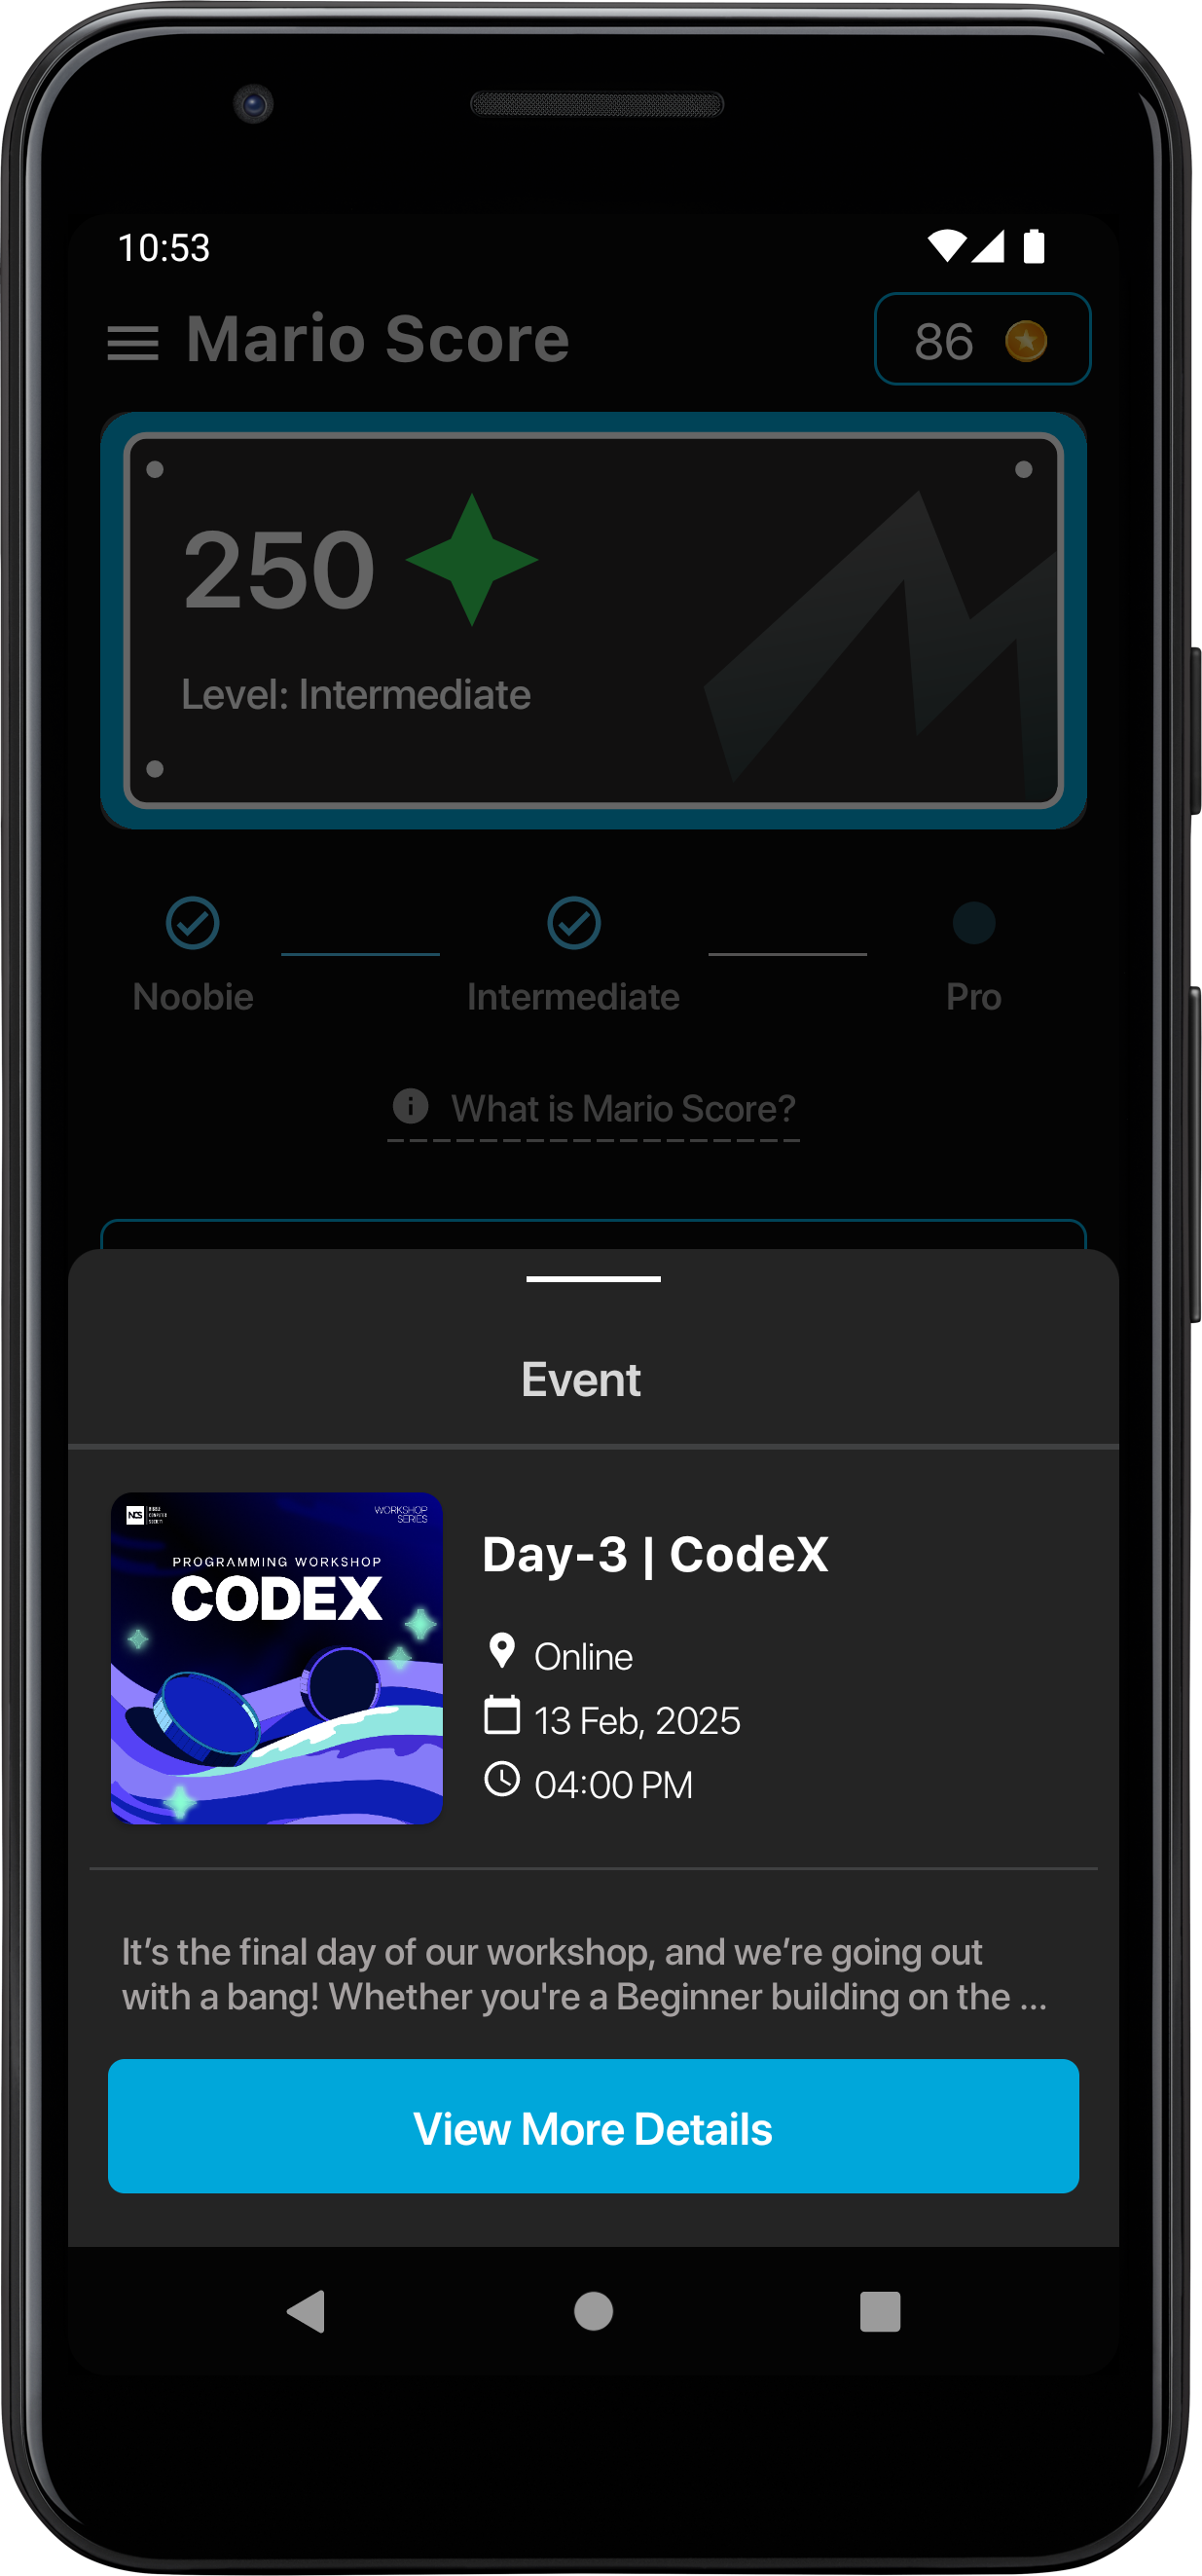 10:53
Mario Score
86
250
Level: Intermediate
Noobie
Intermediate
Pro
What is Mario Score?
Event
NCS
WORKSHOP
SERIES
PROGRAMMING WORKSHOP
CODEX
Day-3 | CodeX
Online
13 Feb, 2025
04:00 PM
It’s the final day of our workshop, and we’re going out
with a bang! Whether you're a Beginner building on the ...
View More Details